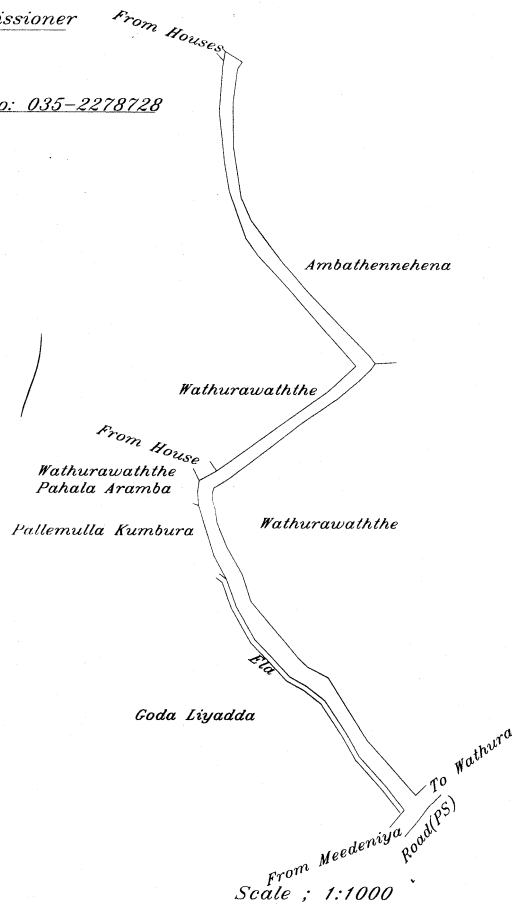 From Houses
Ambathennehena
Wathurawaththe
From House
Wathurawaththe
Pahala Aramba
Wathurawaththe
Pallemulla Kumbura
Ela
Goda Liyadda
To Wathura
Road(PS)
From Meedeniya
Scale ; 1:1000
035-2278728